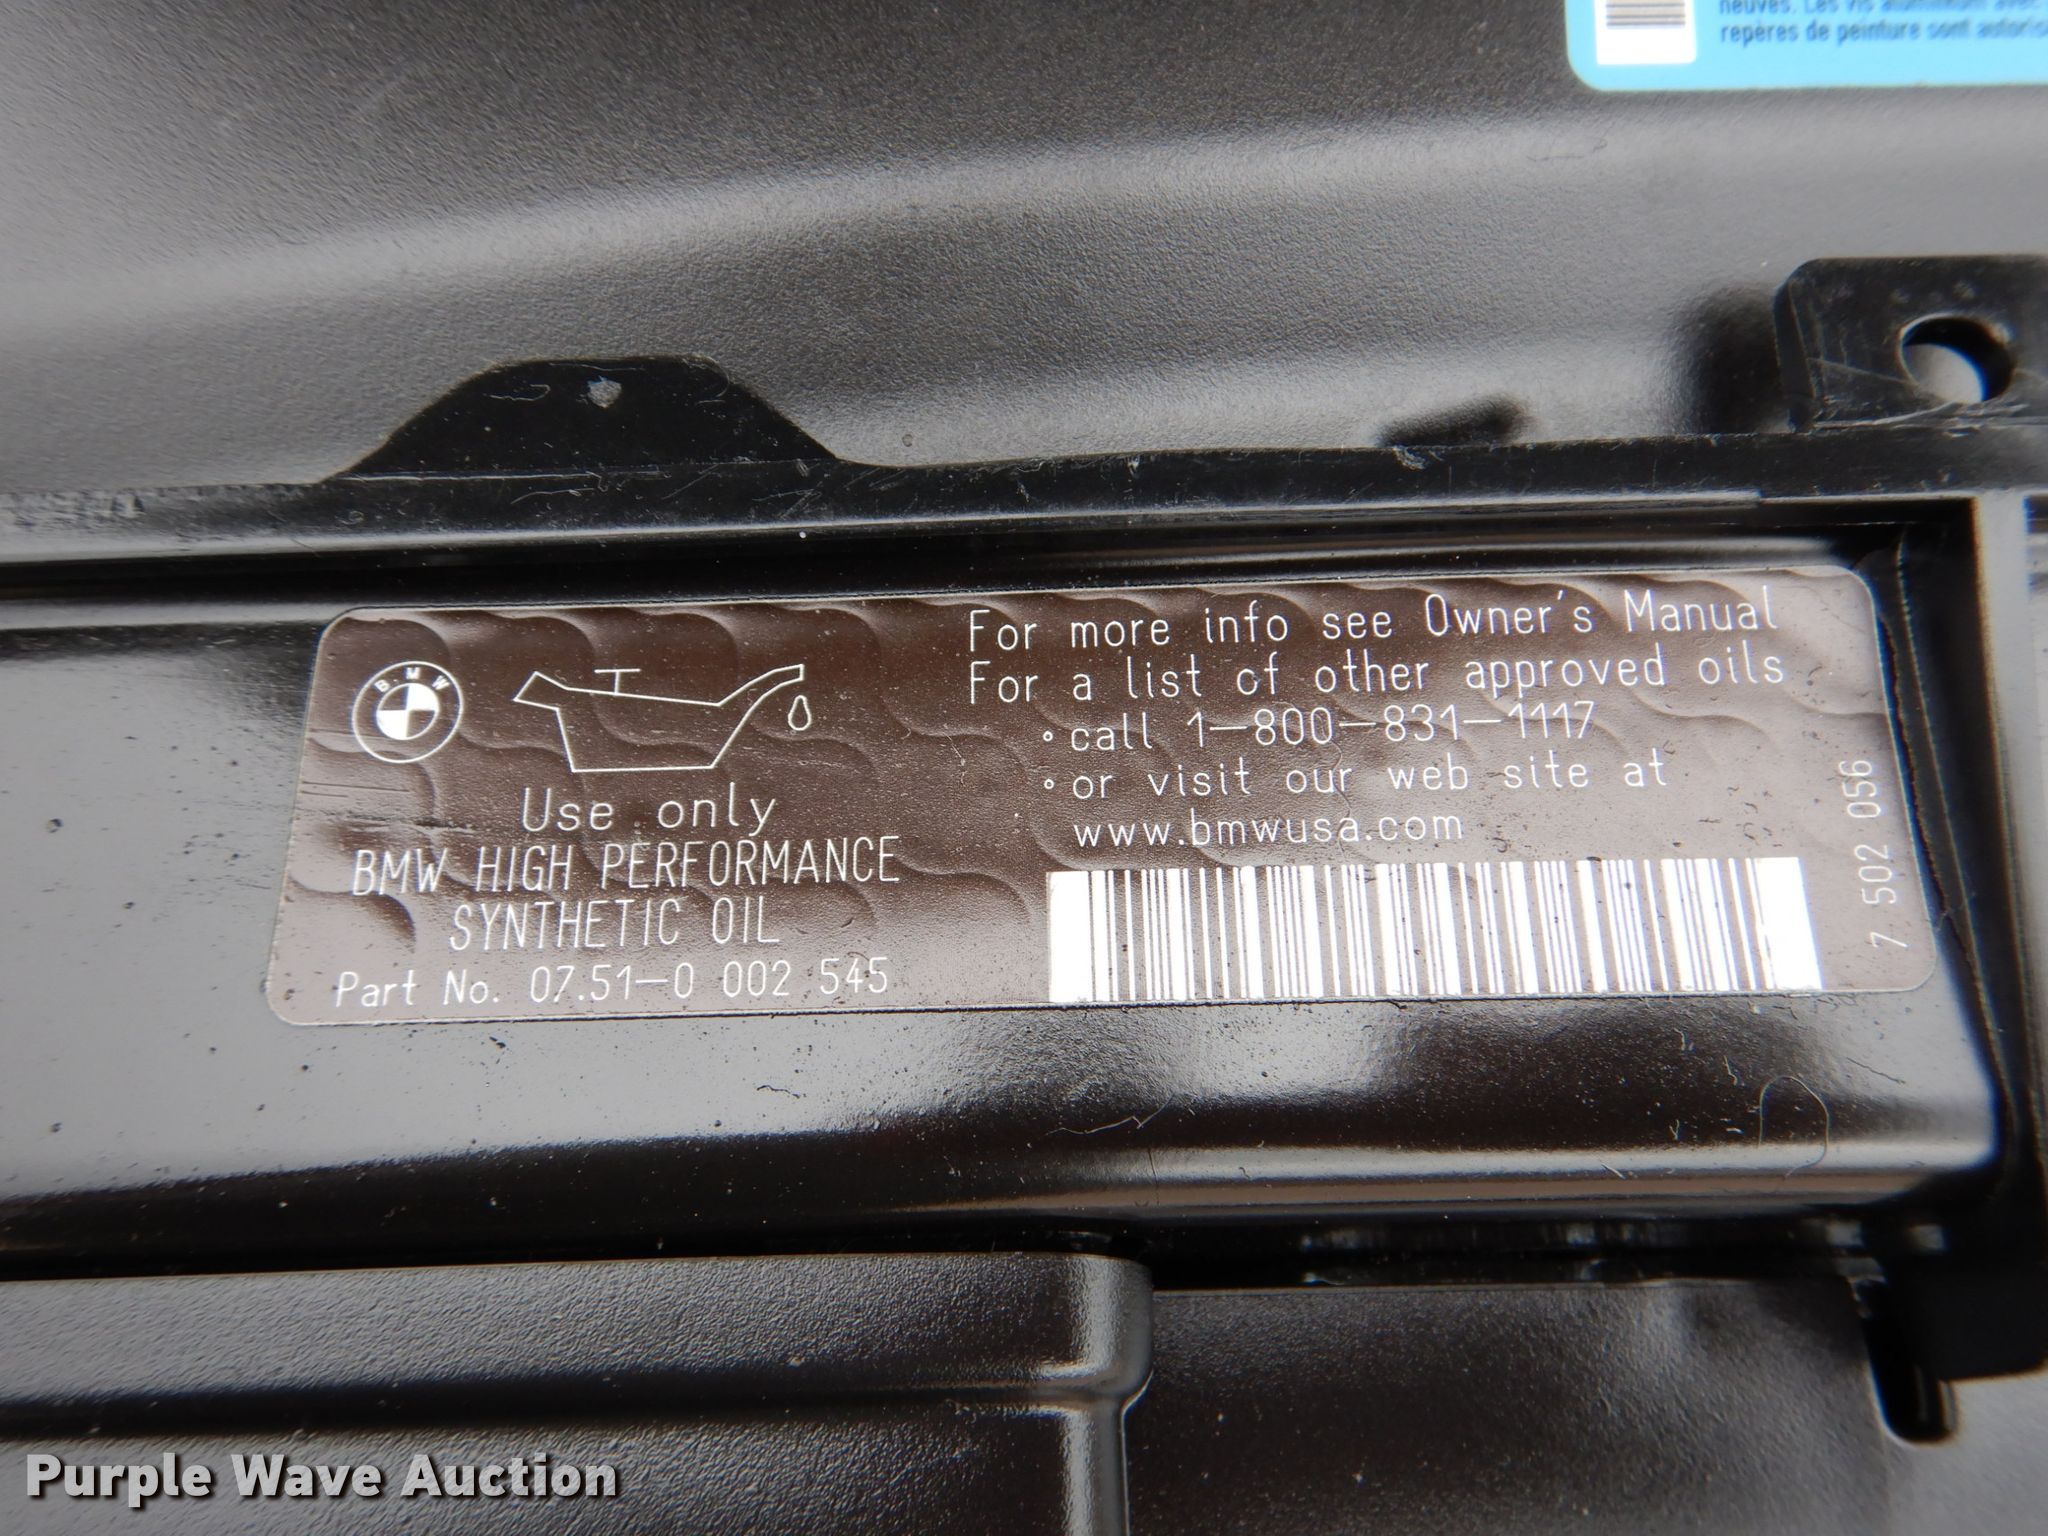 neuves. Les vis aluminium avec
repères de peinture sont
BMW
Use only
BMW HIGH PERFORMANCE
SYNTHETIC OIL
Part No. 07.51-0 002 545
For more info see Owner's Manual
For a list of other approved oils
• call 1-800-831-1117
• or visit our web site at
www.bmwusa.com
7 502 056
Purple Wave Auction